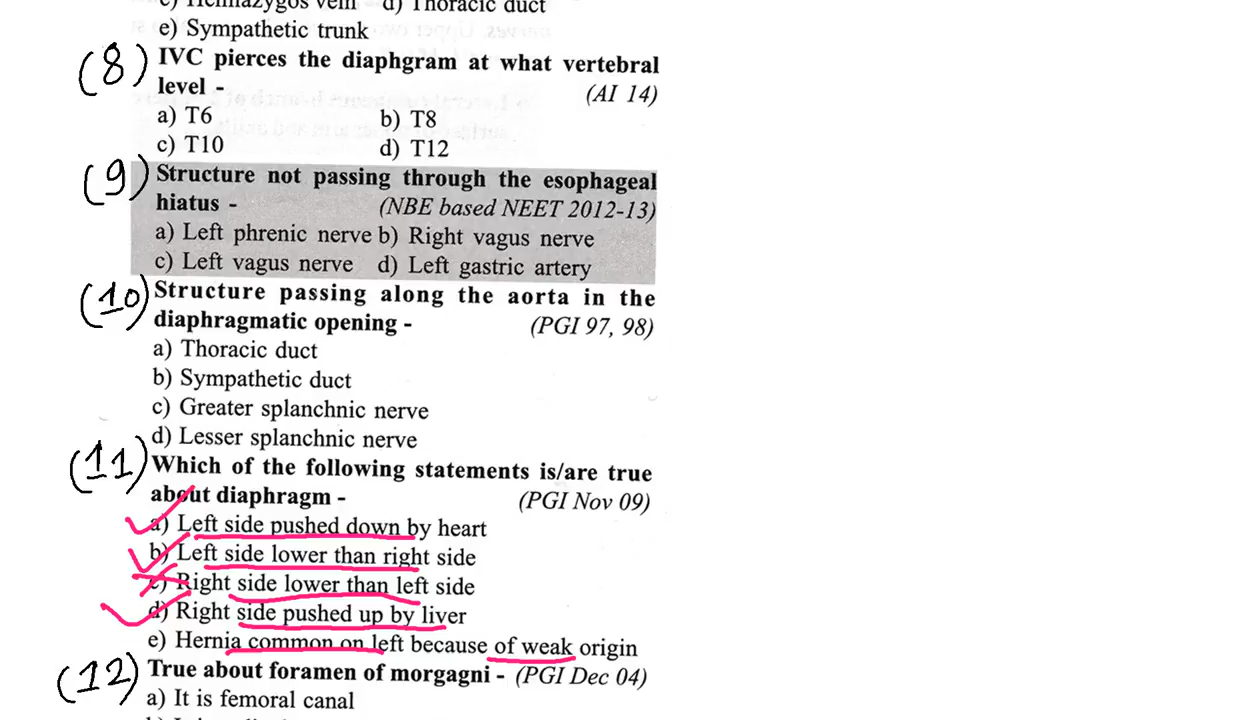 c) Hemiazygos vein d) Thoracic duct
e) Sympathetic trunk
(8) IVC pierces the diaphgram at what vertebral
level - (AI 14)
a) T6 b) T8
c) T10 d) T12
(9) Structure not passing through the esophageal
hiatus - (NBE based NEET 2012-13)
a) Left phrenic nerve b) Right vagus nerve
c) Left vagus nerve d) Left gastric artery
(10) Structure passing along the aorta in the
diaphragmatic opening - (PGI 97, 98)
a) Thoracic duct
b) Sympathetic duct
c) Greater splanchnic nerve
d) Lesser splanchnic nerve
(11) Which of the following statements is/are true
about diaphragm - (PGI Nov 09)
a) Left side pushed down by heart
b) Left side lower than right side
c) Right side lower than left side
d) Right side pushed up by liver
e) Hernia common on left because of weak origin
(12) True about foramen of morgagni - (PGI Dec 04)
a) It is femoral canal